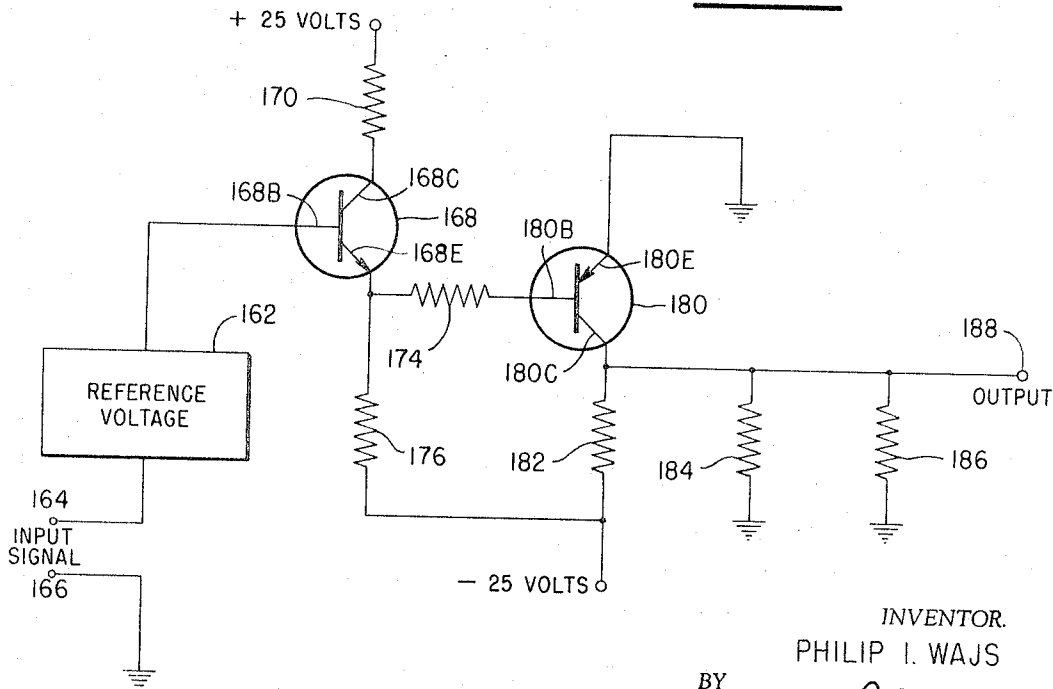 + 25 VOLTS
170
168B
168C
168
168E
180B
180E
180
162
174
180C
188
OUTPUT
REFERENCE
VOLTAGE
176
182
184
186
164
INPUT
SIGNAL
166
— 25 VOLTS
INVENTOR.
PHILIP I. WAJS
BY